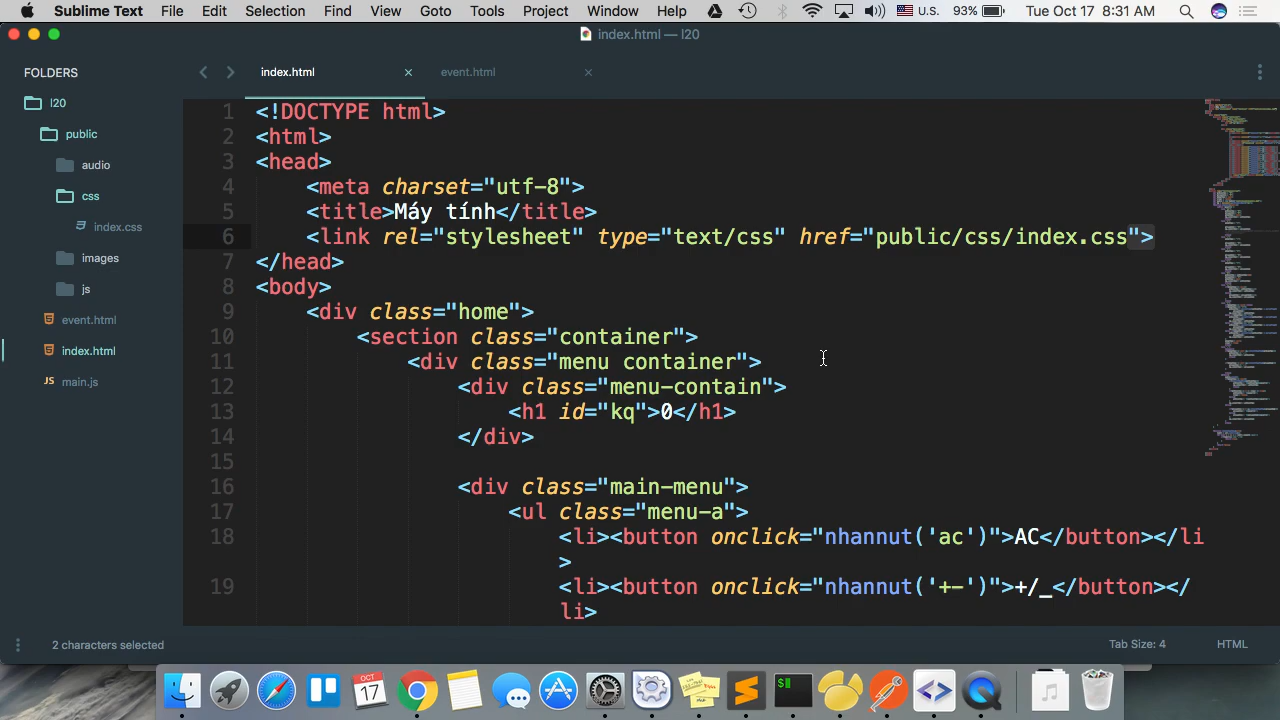 Sublime Text File Edit Selection Find View Goto Tools Project Window Help U.S. 93% Tue Oct 17 8:31 AM
index.html — l20
FOLDERS
l20
public
audio
css
index.css
images
js
event.html
index.html
main.js
index.html event.html
1 <!DOCTYPE html>
2 <html>
3 <head>
4 <meta charset="utf-8">
5 <title>Máy tính</title>
6 <link rel="stylesheet" type="text/css" href="public/css/index.css">
7 </head>
8 <body>
9 <div class="home">
10 <section class="container">
11 <div class="menu container">
12 <div class="menu-contain">
13 <h1 id="kq">0</h1>
14 </div>
15
16 <div class="main-menu">
17 <ul class="menu-a">
18 <li><button onclick="nhannut('ac')">AC</button></li
>
19 <li><button onclick="nhannut('+-')">+/_</button></
li>
2 characters selected Tab Size: 4 HTML
OCT
17